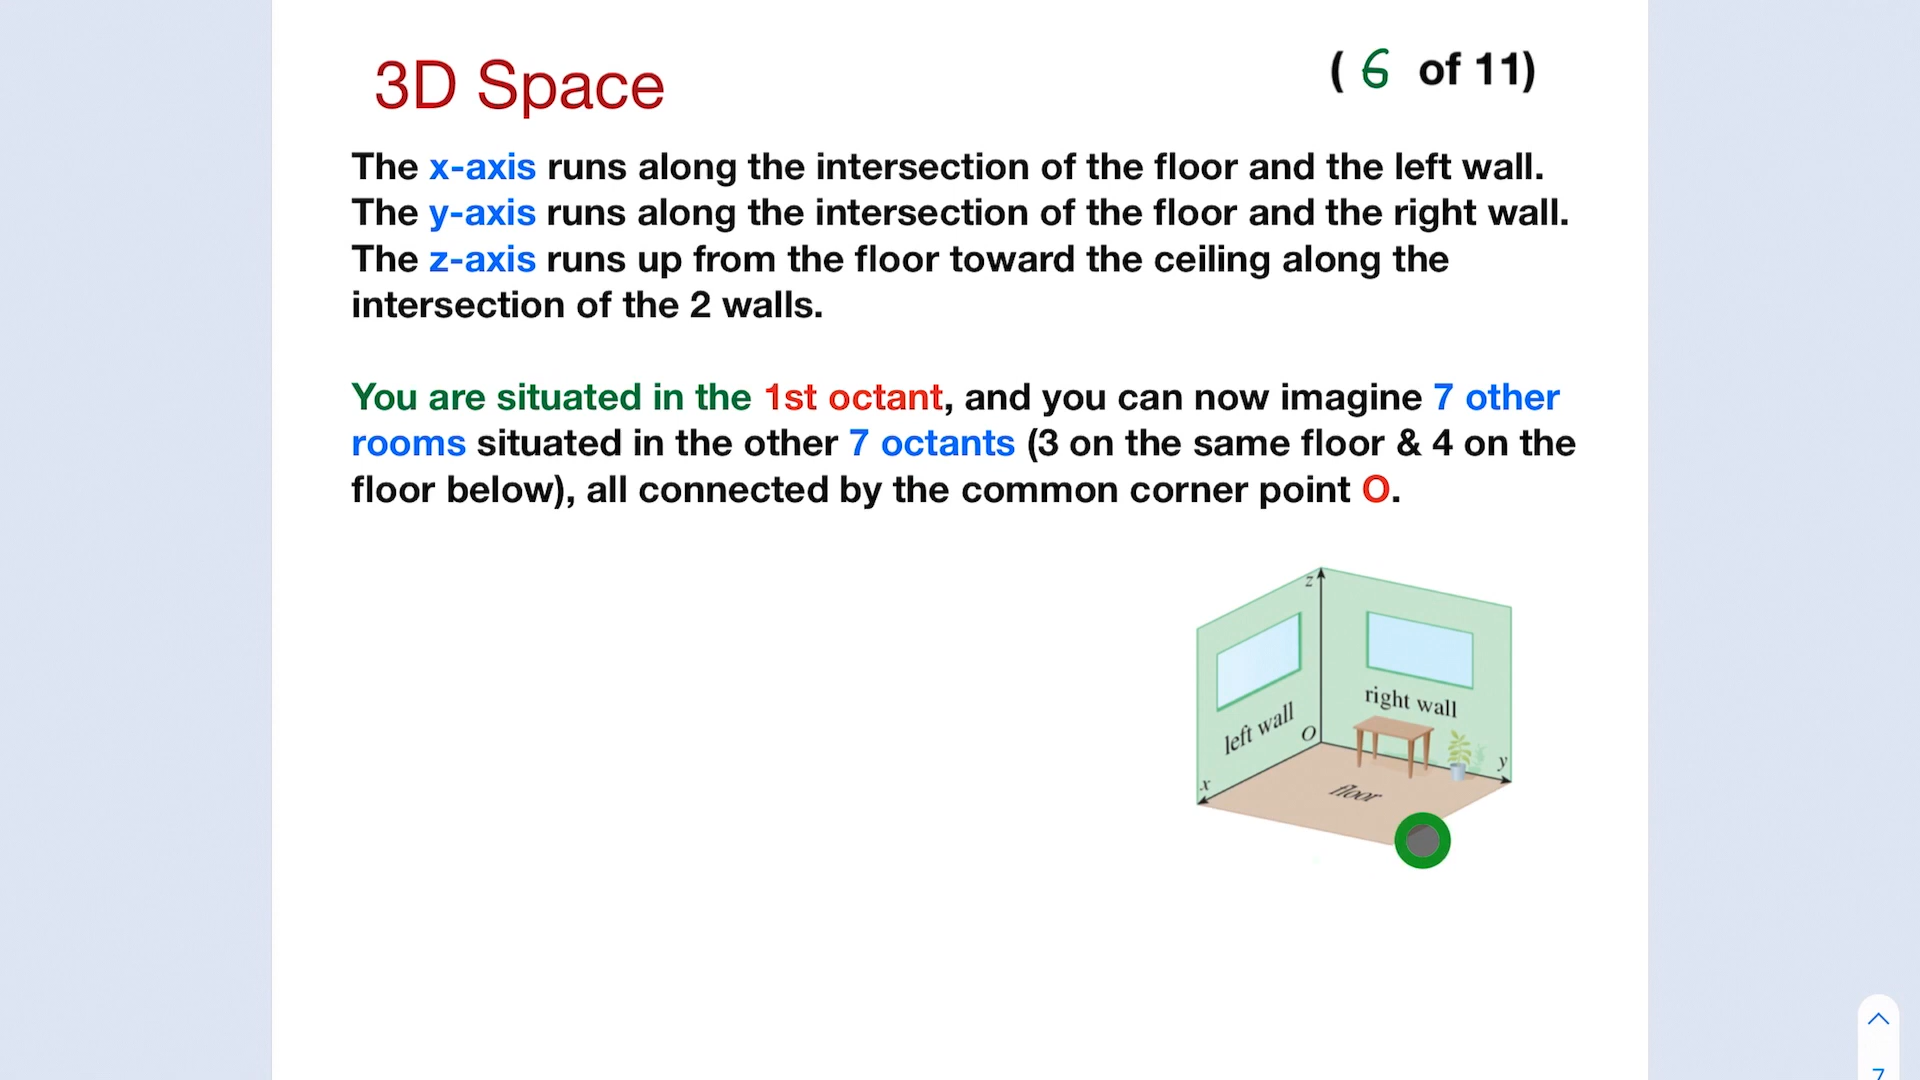 3D Space
( 6 of 11)
The x-axis runs along the intersection of the floor and the left wall.
The y-axis runs along the intersection of the floor and the right wall.
The z-axis runs up from the floor toward the ceiling along the
intersection of the 2 walls.
You are situated in the 1st octant, and you can now imagine 7 other
rooms situated in the other 7 octants (3 on the same floor & 4 on the
floor below), all connected by the common corner point O.
z
right wall
left wall
O
y
x
floor
7